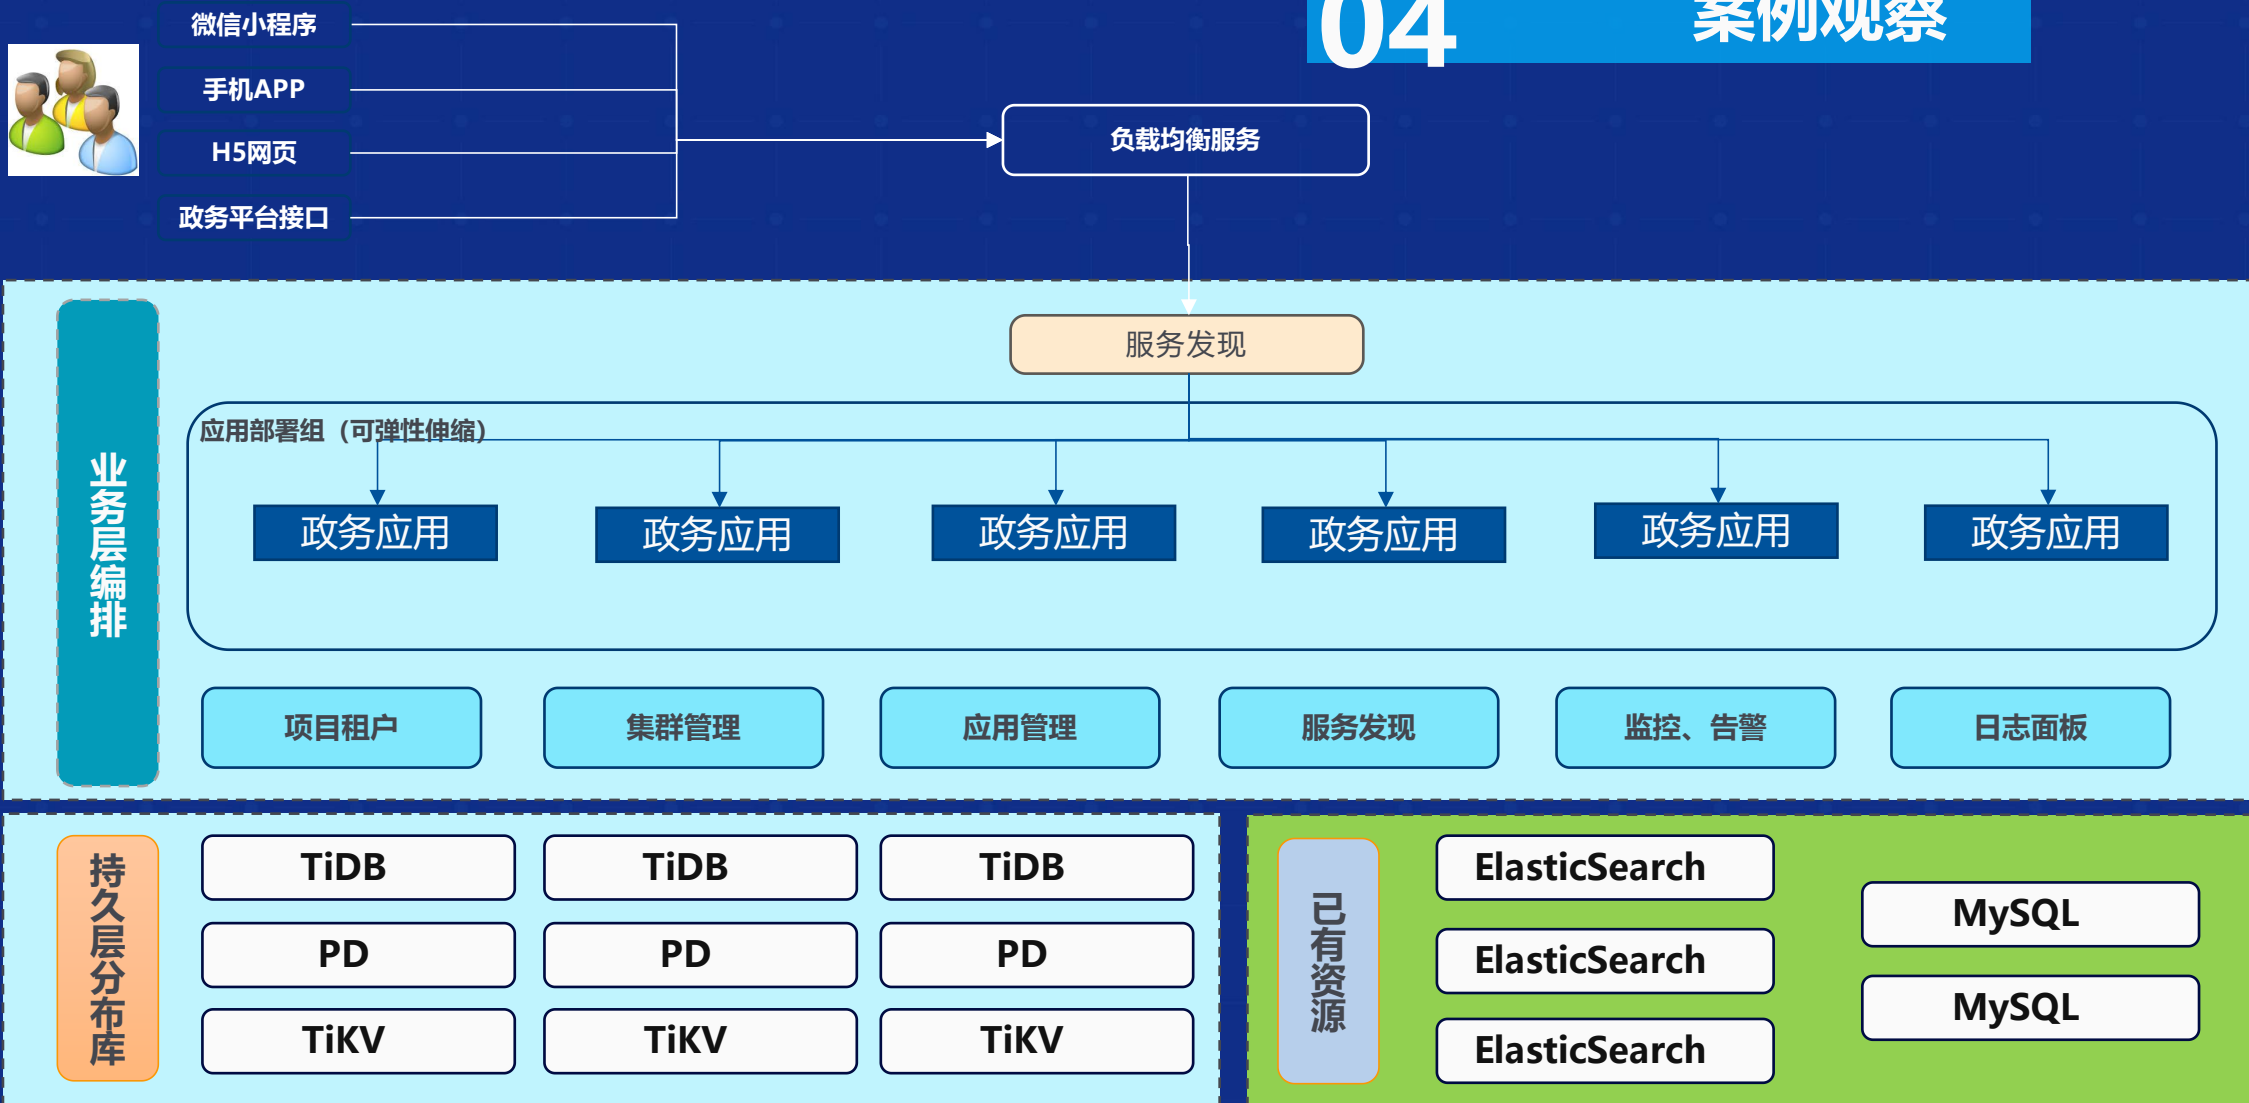 04
案例观察
微信小程序
手机APP
H5网页
政务平台接口
负载均衡服务
服务发现
业务层编排
应用部署组（可弹性伸缩）
政务应用
政务应用
政务应用
政务应用
政务应用
政务应用
项目租户
集群管理
应用管理
服务发现
监控、告警
日志面板
持久层分布库
TiDB
TiDB
TiDB
PD
PD
PD
TiKV
TiKV
TiKV
已有资源
ElasticSearch
ElasticSearch
ElasticSearch
MySQL
MySQL